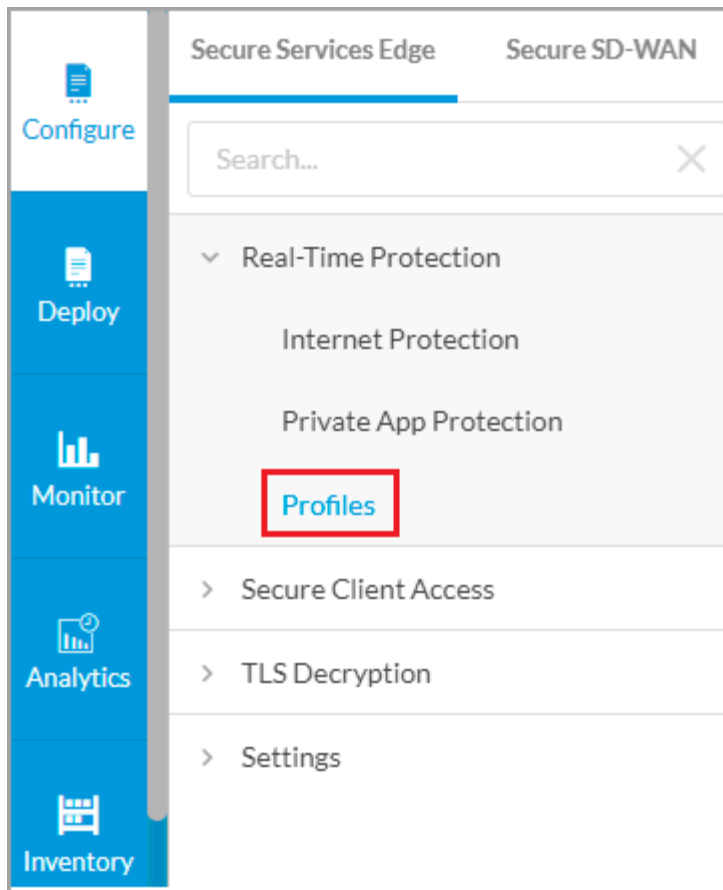 Configure
Deploy
Monitor
Analytics
Inventory
Secure Services Edge
Secure SD-WAN
Search...
Real-Time Protection
Internet Protection
Private App Protection
Profiles
Secure Client Access
TLS Decryption
Settings